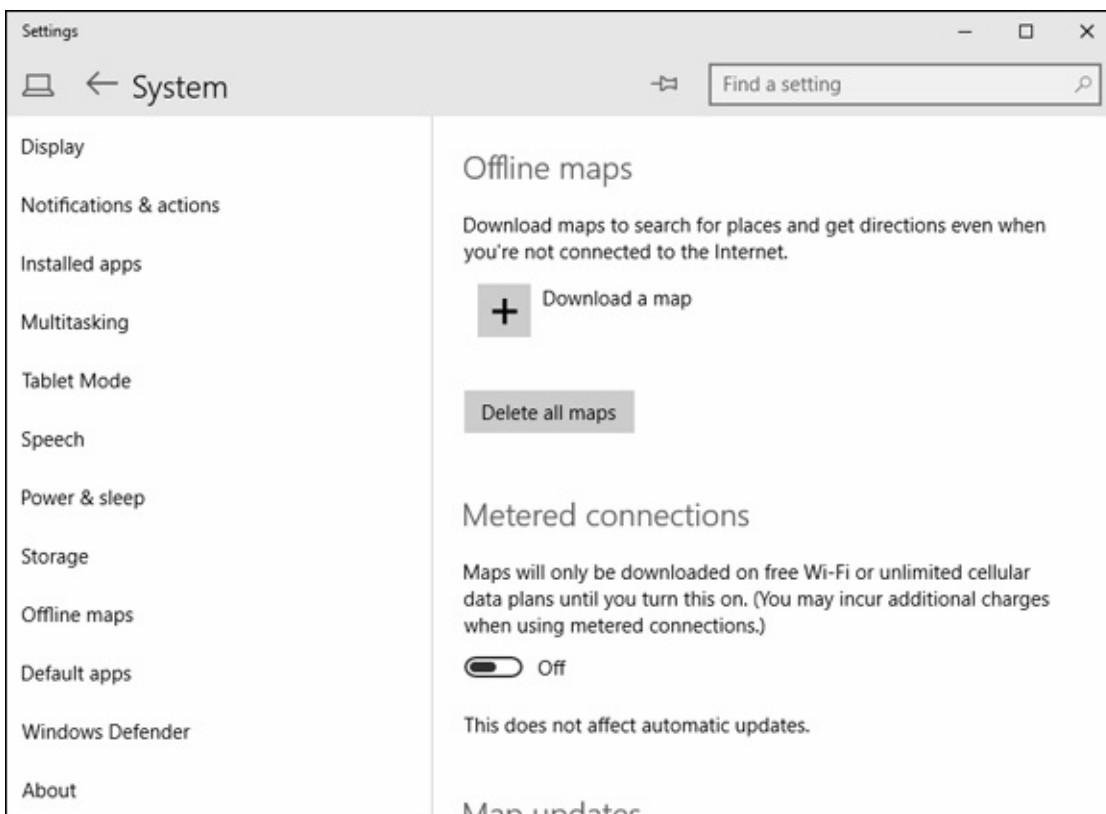 Settings
System
Find a setting
Display
Notifications & actions
Installed apps
Multitasking
Tablet Mode
Speech
Power & sleep
Storage
Offline maps
Default apps
Windows Defender
About
Offline maps
Download maps to search for places and get directions even when
you're not connected to the Internet.
Download a map
Delete all maps
Metered connections
Maps will only be downloaded on free Wi-Fi or unlimited cellular
data plans until you turn this on. (You may incur additional charges
when using metered connections.)
Off
This does not affect automatic updates.
Map updates